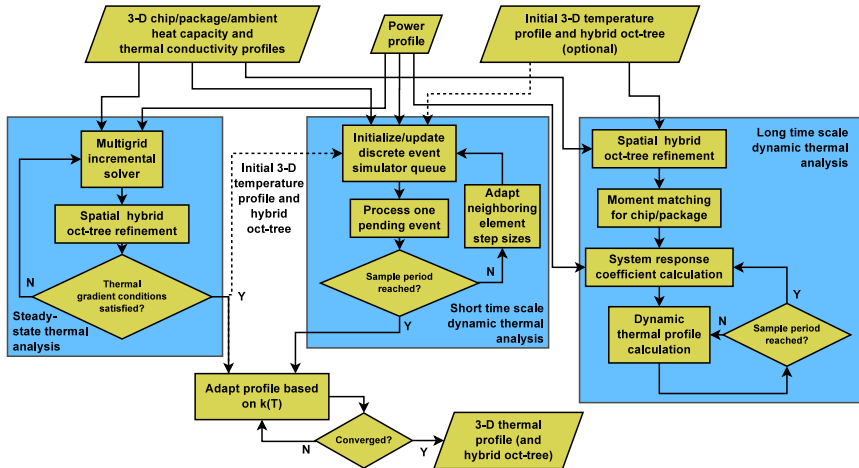 3-D chip/package/ambient
heat capacity and
thermal conductivity profiles
Power
profile
Initial 3-D temperature
profile and hybrid oct-tree
(optional)
Multigrid
incremental
solver
Spatial hybrid
oct-tree refinement
Thermal
gradient conditions
satisfied?
N
Y
Steady-
state thermal
analysis
Initial 3-D
temperature
profile and
hybrid
oct-tree
Initialize/update
discrete event
simulator queue
Process one
pending event
Adapt
neighboring
element
step sizes
Sample period
reached?
N
Y
Short time scale
dynamic thermal
analysis
Long time scale
dynamic thermal
analysis
Spatial hybrid
oct-tree refinement
Moment matching
for chip/package
System response
coefficient calculation
Dynamic
thermal profile
calculation
Y
N
Sample period
reached?
Adapt profile based
on k(T)
Converged?
N
Y
3-D thermal
profile (and
hybrid oct-tree)